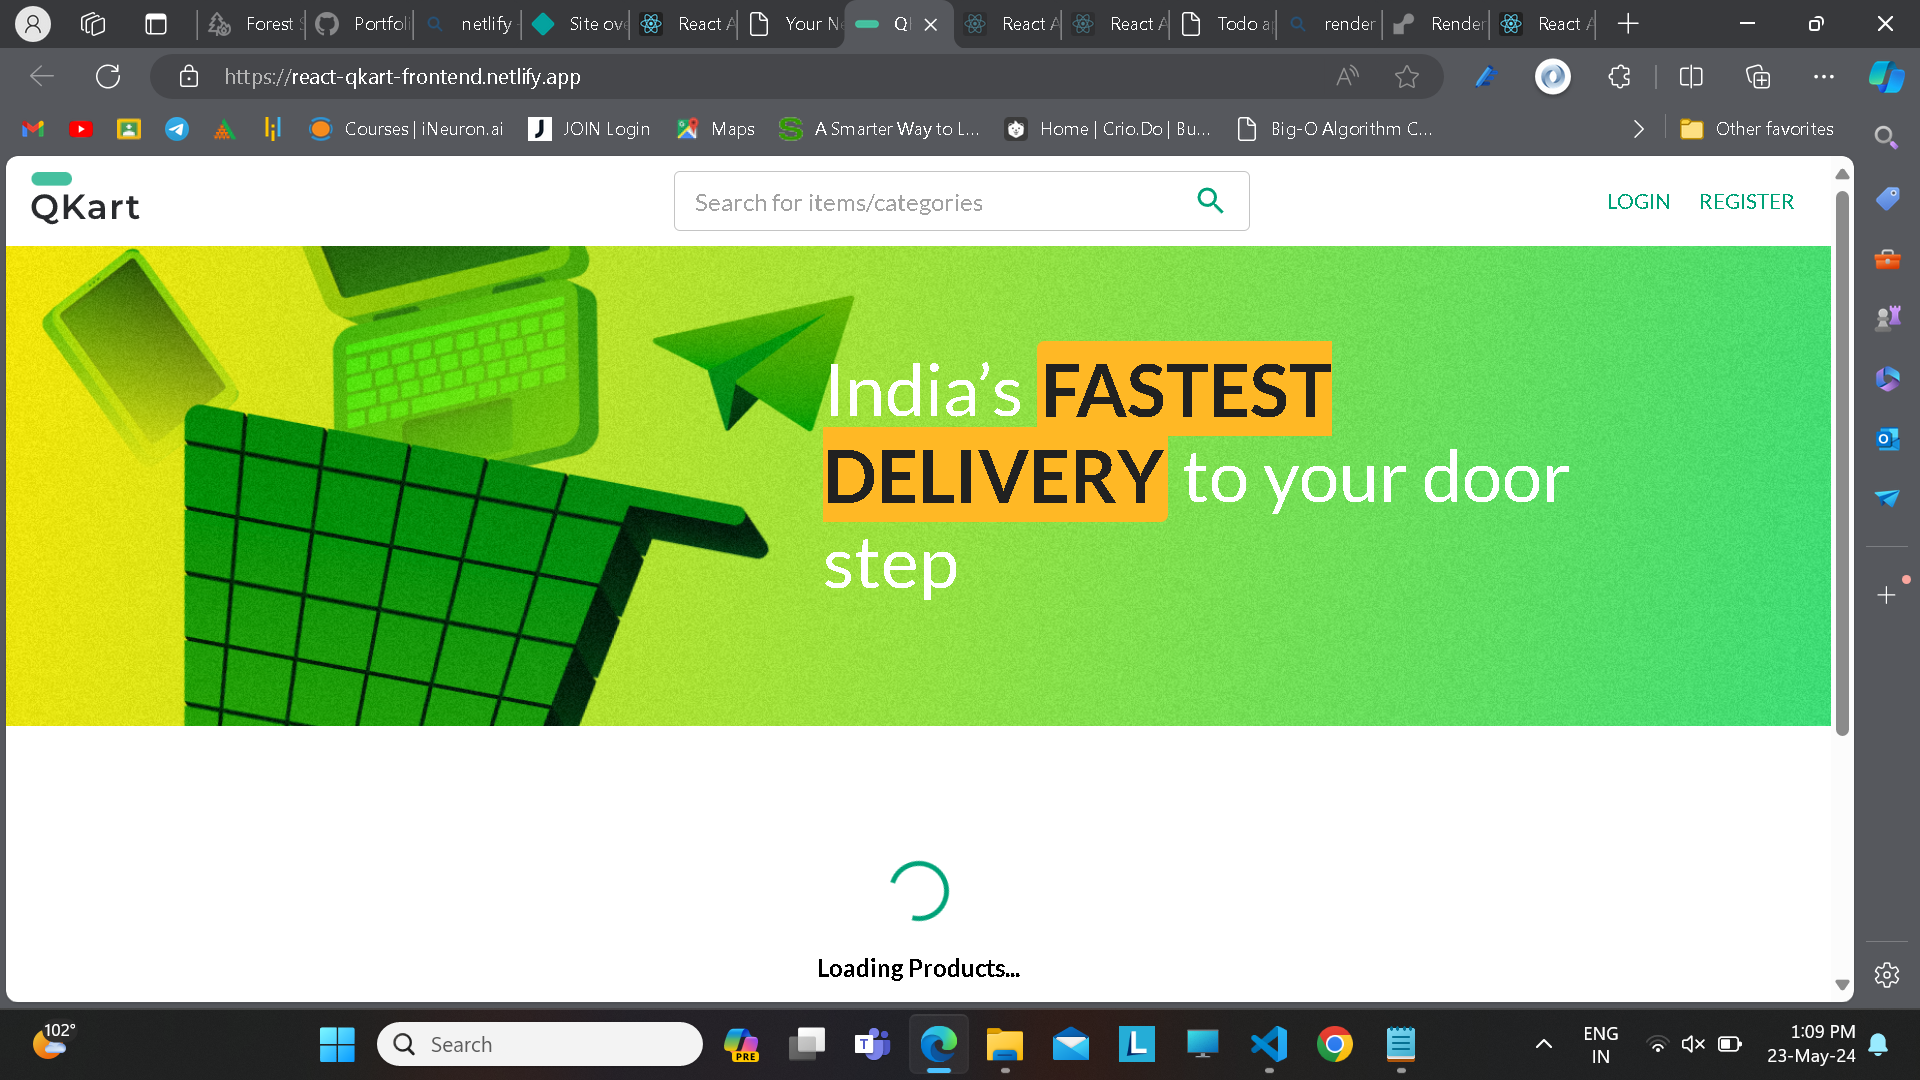 Forest S
Portfoli
netlify
Site ove
React A
Your Ne
QI
React A
React A
Todo a
render
Render
React A
https://react-qkart-frontend.netlify.app
Courses | iNeuron.ai
JOIN Login
Maps
A Smarter Way to L...
Home | Crio.Do | Bu...
Big-O Algorithm C...
Other favorites
QKart
Search for items/categories
LOGIN
REGISTER
India’s FASTEST
DELIVERY to your door
step
Loading Products...
102°
Search
PRE
ENG
IN
1:09 PM
23-May-24